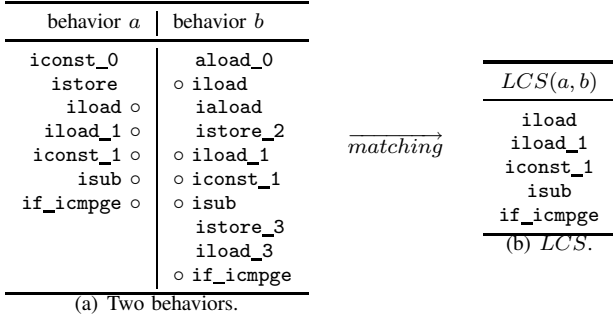 behavior a behavior b
iconst_0 aload_0
istore ○ iload
iload ○ iaload
iload_1 ○ istore_2
iconst_1 ○ ○ iload_1
isub ○ ○ iconst_1
if_icmpge ○ ○ isub
istore_3
iload_3
○ if_icmpge
(a) Two behaviors.
matching
LCS(a, b)
iload
iload_1
iconst_1
isub
if_icmpge
(b) LCS.